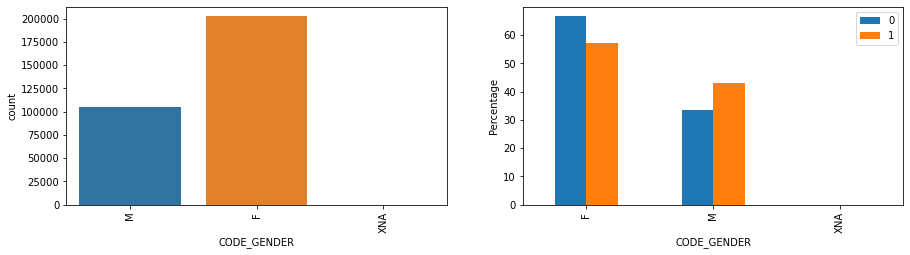 200000
175000
150000
125000
100000
75000
50000
25000
0
count
M
F
XNA
CODE_GENDER
60
50
40
30
20
10
0
Percentage
F
M
XNA
CODE_GENDER
0
1